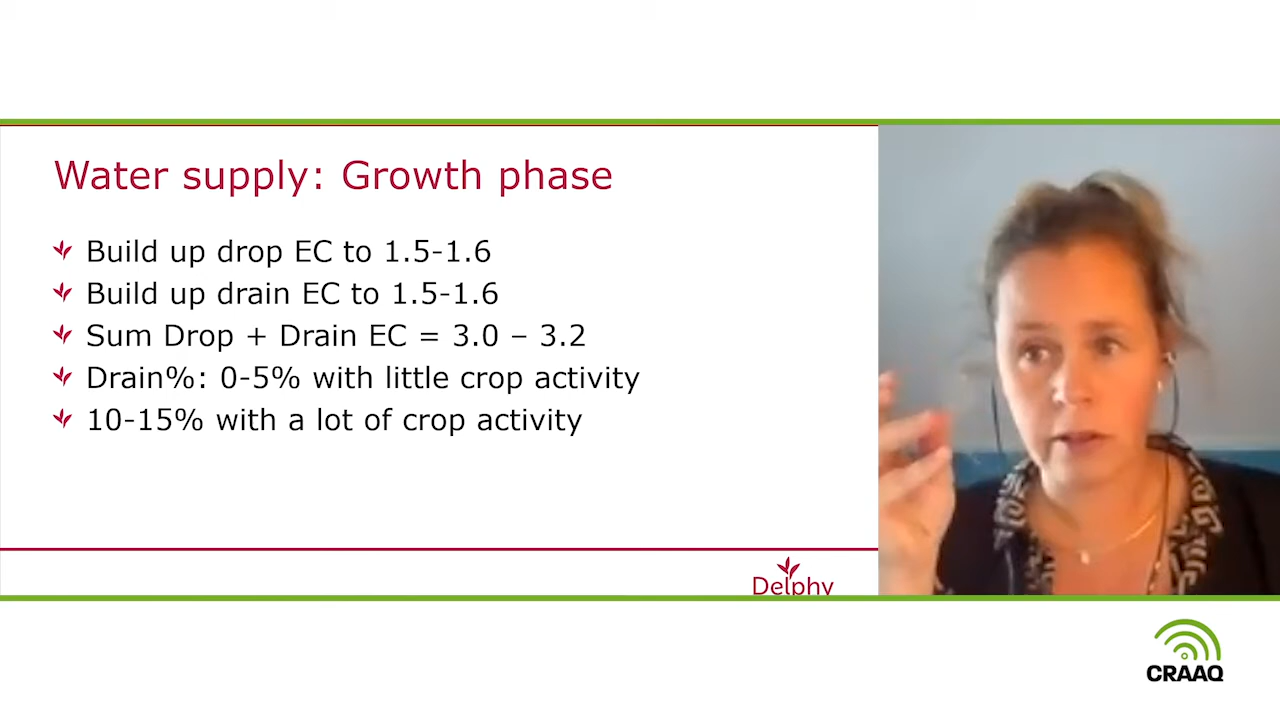 Water supply: Growth phase
Build up drop EC to 1.5-1.6
Build up drain EC to 1.5-1.6
Sum Drop + Drain EC = 3.0 – 3.2
Drain%: 0-5% with little crop activity
10-15% with a lot of crop activity
Delphy
CRAAQ